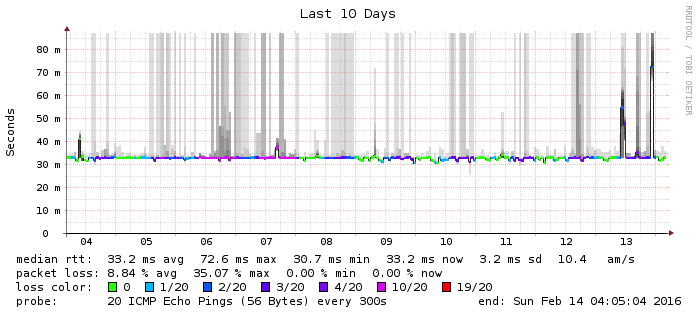 Last 10 Days
RRDTOOL / TOBI OETIKER
Seconds
80 m
70 m
60 m
50 m
40 m
30 m
20 m
10 m
0
04 05 06 07 08 09 10 11 12 13
median rtt: 33.2 ms avg 72.6 ms max 30.7 ms min 33.2 ms now 3.2 ms sd 10.4 am/s
packet loss: 8.84 % avg 35.07 % max 0.00 % min 0.00 % now
loss color: 0 1/20 2/20 3/20 4/20 10/20 19/20
probe: 20 ICMP Echo Pings (56 Bytes) every 300s end: Sun Feb 14 04:05:04 2016